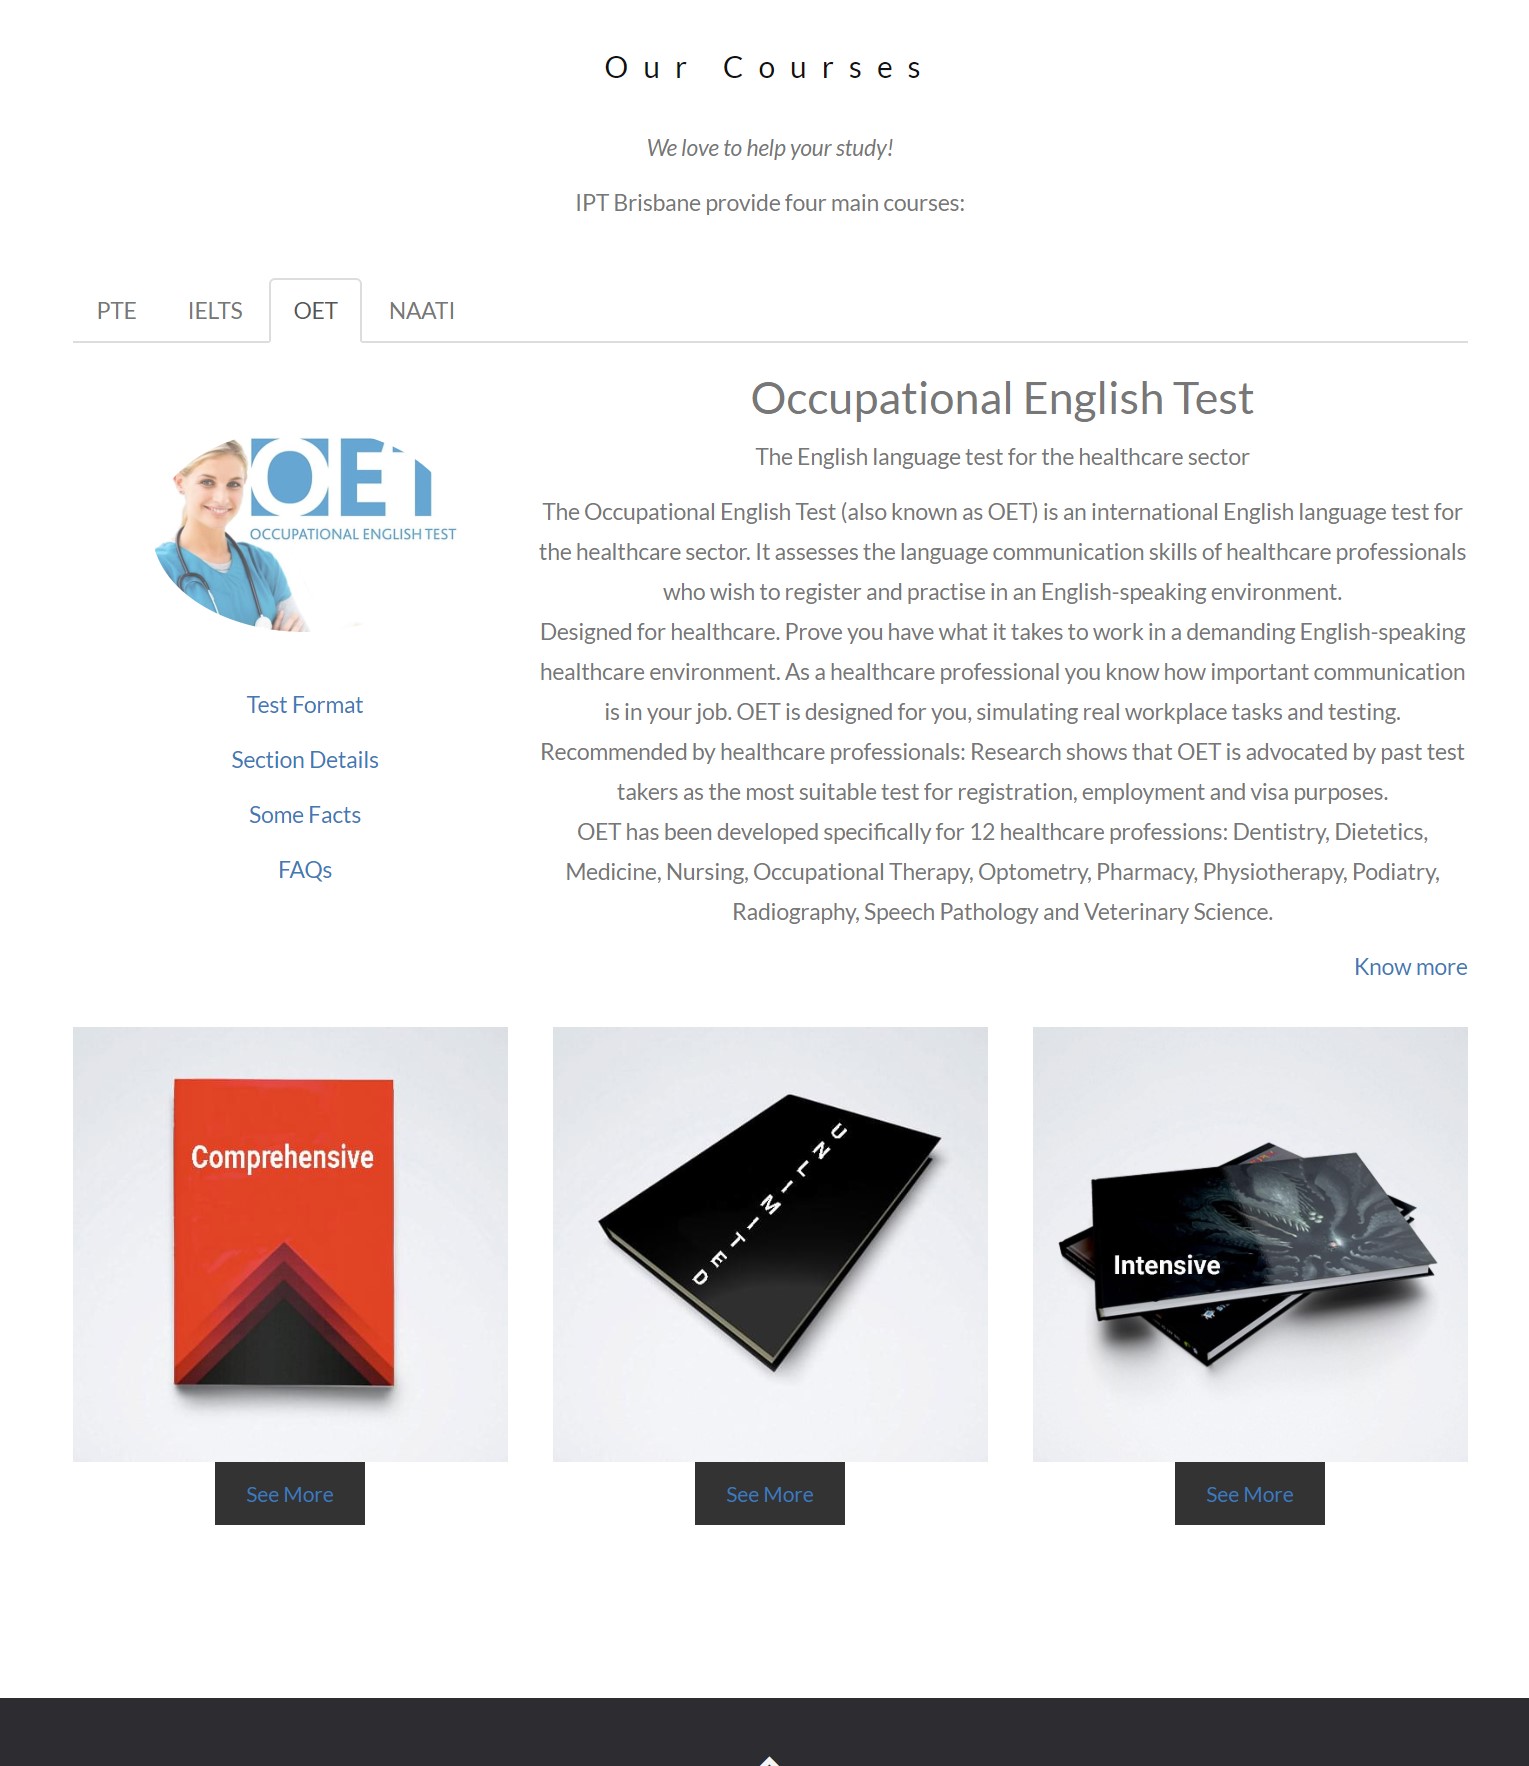 Our Courses
We love to help your study!
IPT Brisbane provide four main courses:
PTE IELTS OET NAATI
OET
OCCUPATIONAL ENGLISH TEST
Test Format
Section Details
Some Facts
FAQs
Occupational English Test
The English language test for the healthcare sector
The Occupational English Test (also known as OET) is an international English language test for
the healthcare sector. It assesses the language communication skills of healthcare professionals
who wish to register and practise in an English-speaking environment.
Designed for healthcare. Prove you have what it takes to work in a demanding English-speaking
healthcare environment. As a healthcare professional you know how important communication
is in your job. OET is designed for you, simulating real workplace tasks and testing.
Recommended by healthcare professionals: Research shows that OET is advocated by past test
takers as the most suitable test for registration, employment and visa purposes.
OET has been developed specifically for 12 healthcare professions: Dentistry, Dietetics,
Medicine, Nursing, Occupational Therapy, Optometry, Pharmacy, Physiotherapy, Podiatry,
Radiography, Speech Pathology and Veterinary Science.
Know more
Comprehensive
UNLIMITED
Intensive
See More
See More
See More